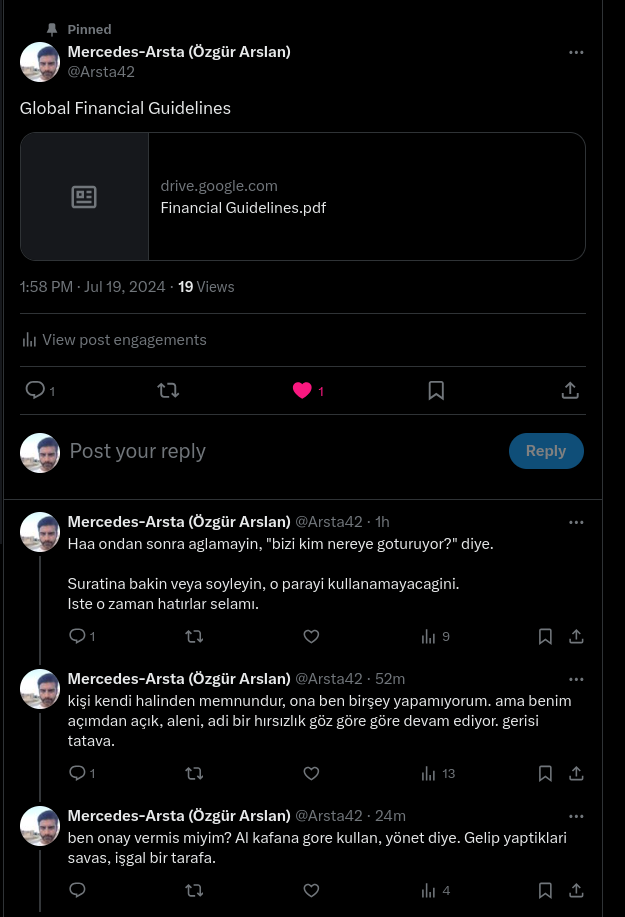 Pinned
Mercedes-Arsta (Özgür Arslan)
@Arsta42
Global Financial Guidelines
drive.google.com
Financial Guidelines.pdf
1:58 PM · Jul 19, 2024 · 19 Views
View post engagements
1
1
Post your reply
Reply
Mercedes-Arsta (Özgür Arslan) @Arsta42 · 1h
Haa ondan sonra aglamayin, "bizi kim nereye goturuyor?" diye.
Suratina bakin veya soyleyin, o parayi kullanamayacagini.
Iste o zaman hatırlar selamı.
1 9
Mercedes-Arsta (Özgür Arslan) @Arsta42 · 52m
kişi kendi halinden memnundur, ona ben birşey yapamıyorum. ama benim
açımdan açık, aleni, adi bir hırsızlık göz göre göre devam ediyor. gerisi
tatava.
1 13
Mercedes-Arsta (Özgür Arslan) @Arsta42 · 24m
ben onay vermis miyim? Al kafana gore kullan, yönet diye. Gelip yaptiklari
savas, işgal bir tarafa.
4